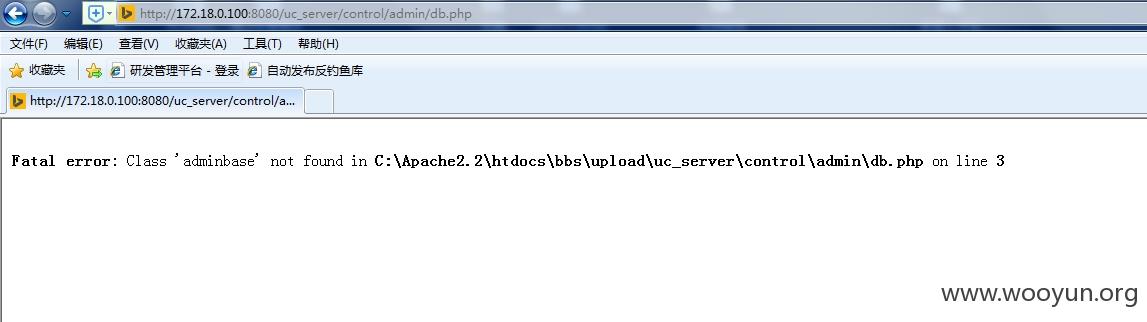 http://172.18.0.100:8080/uc_server/control/admin/db.php
文件(F) 编辑(E) 查看(V) 收藏夹(A) 工具(T) 帮助(H)
收藏夹 研发管理平台 - 登录 自动发布反钓鱼库
http://172.18.0.100:8080/uc_server/control/a...
Fatal error: Class 'adminbase' not found in C:\Apache2.2\htdocs\bbs\upload\uc_server\control\admin\db.php on line 3
www.wooyun.org